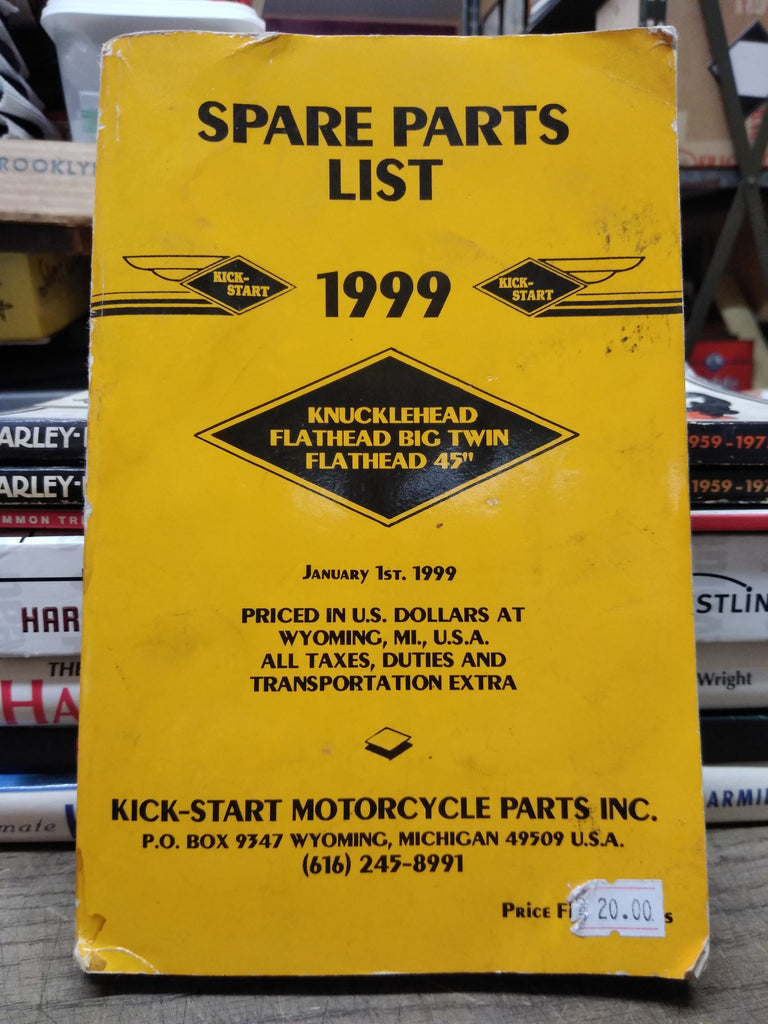 SPARE PARTS
LIST
KICK-
START
1999
KICK-
START
KNUCKLEHEAD
FLATHEAD BIG TWIN
FLATHEAD 45"
JANUARY 1ST. 1999
PRICED IN U.S. DOLLARS AT
WYOMING, MI., U.S.A.
ALL TAXES, DUTIES AND
TRANSPORTATION EXTRA
KICK-START MOTORCYCLE PARTS INC.
P.O. BOX 9347 WYOMING, MICHIGAN 49509 U.S.A.
(616) 245-8991
PRICE
20.00
ROOKLY
ARLEY-
ARLEY-
MMON TR
HAR
THE
HA
mate
959-197
1959-197
STLIN
Wright
ARMI